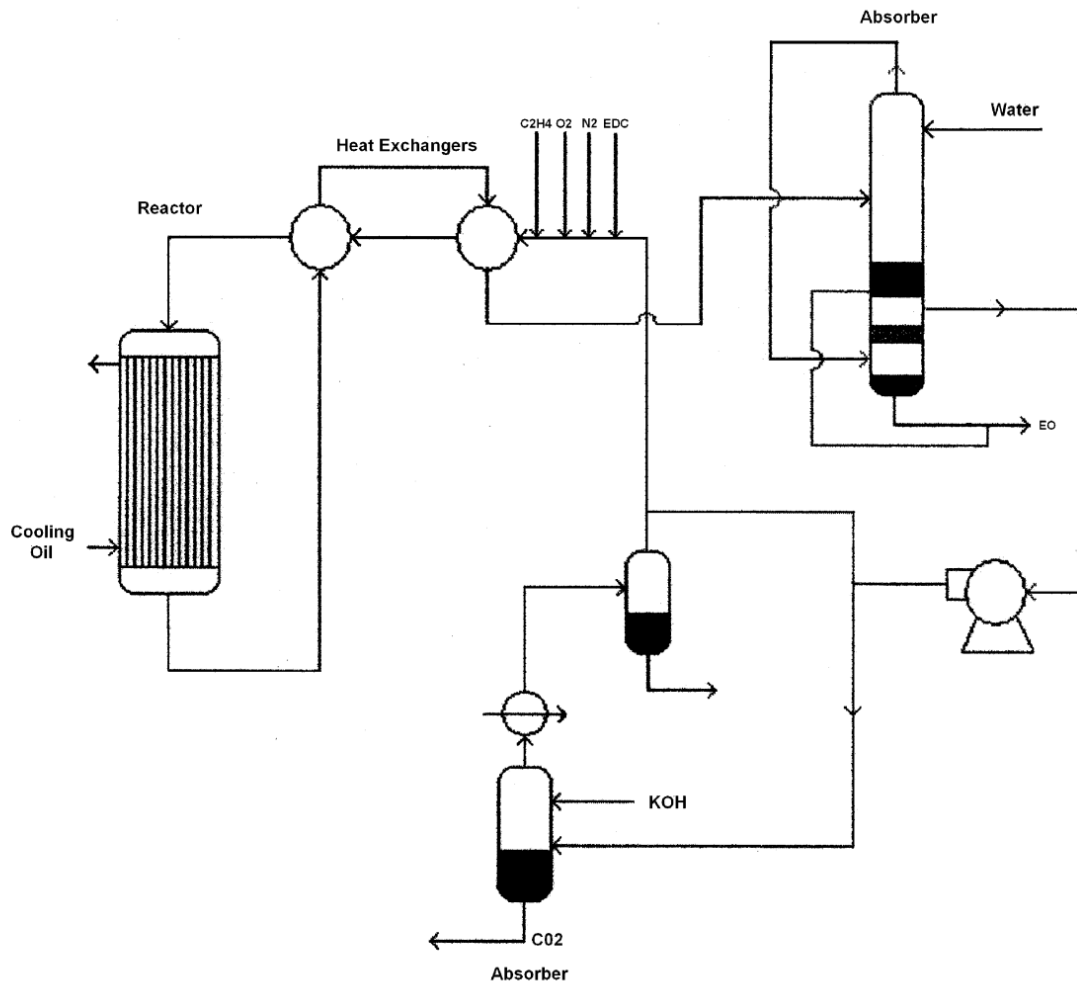 Absorber
Water
C2H4 O2 N2 EDC
Heat Exchangers
Reactor
EO
Cooling
Oil
KOH
C02
Absorber